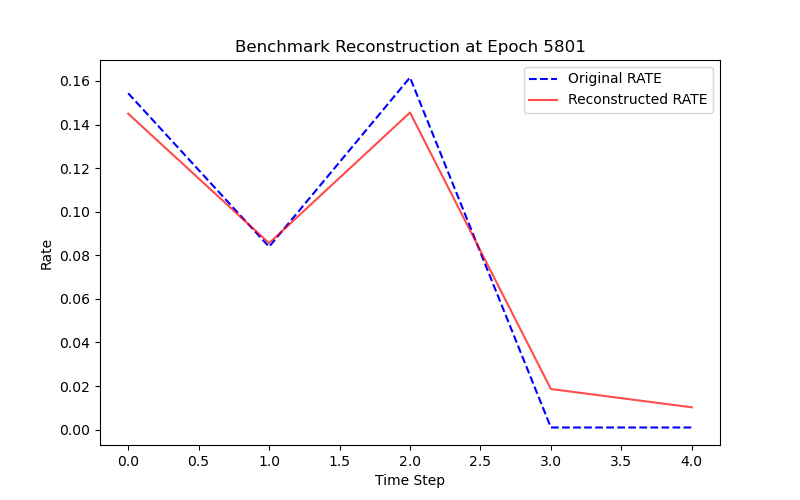 Benchmark Reconstruction at Epoch 5801
Original RATE
Reconstructed RATE
0.16
0.14
0.12
0.10
0.08
0.06
0.04
0.02
0.00
Rate
0.0 0.5 1.0 1.5 2.0 2.5 3.0 3.5 4.0
Time Step